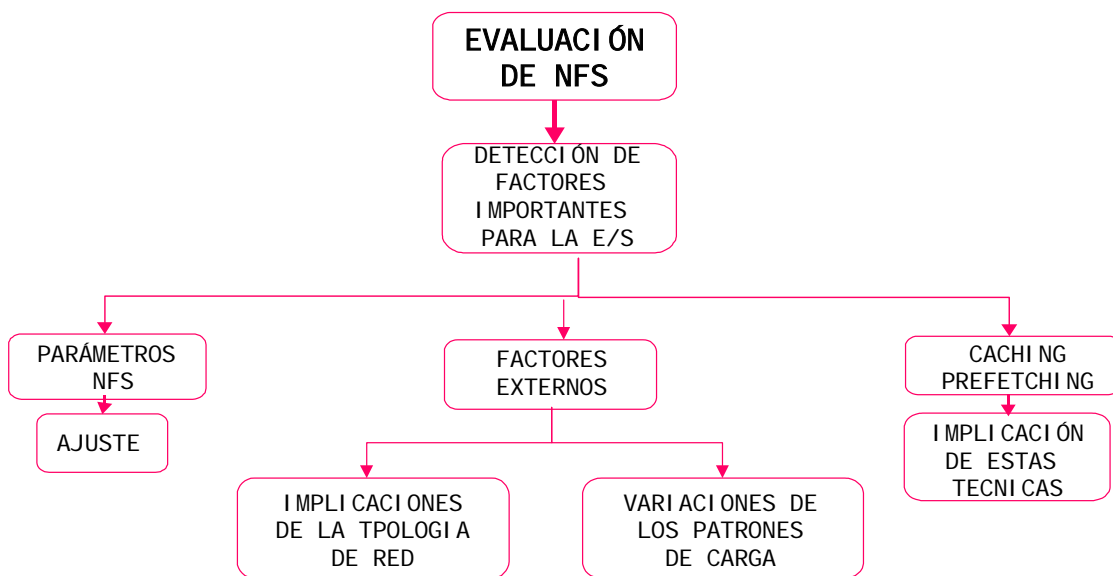 EVALUACIÓN
DE NFS
DETECCIÓN DE
FACTORES
IMPORTANTES
PARA LA E/S
PARÁMETROS
NFS
AJUSTE
FACTORES
EXTERNOS
IMPLICACIONES
DE LA TPOLOGIA
DE RED
VARIACIONES DE
LOS PATRONES
DE CARGA
CACHING
PREFETCHING
IMPLICACIÓN
DE ESTAS
TECNICAS